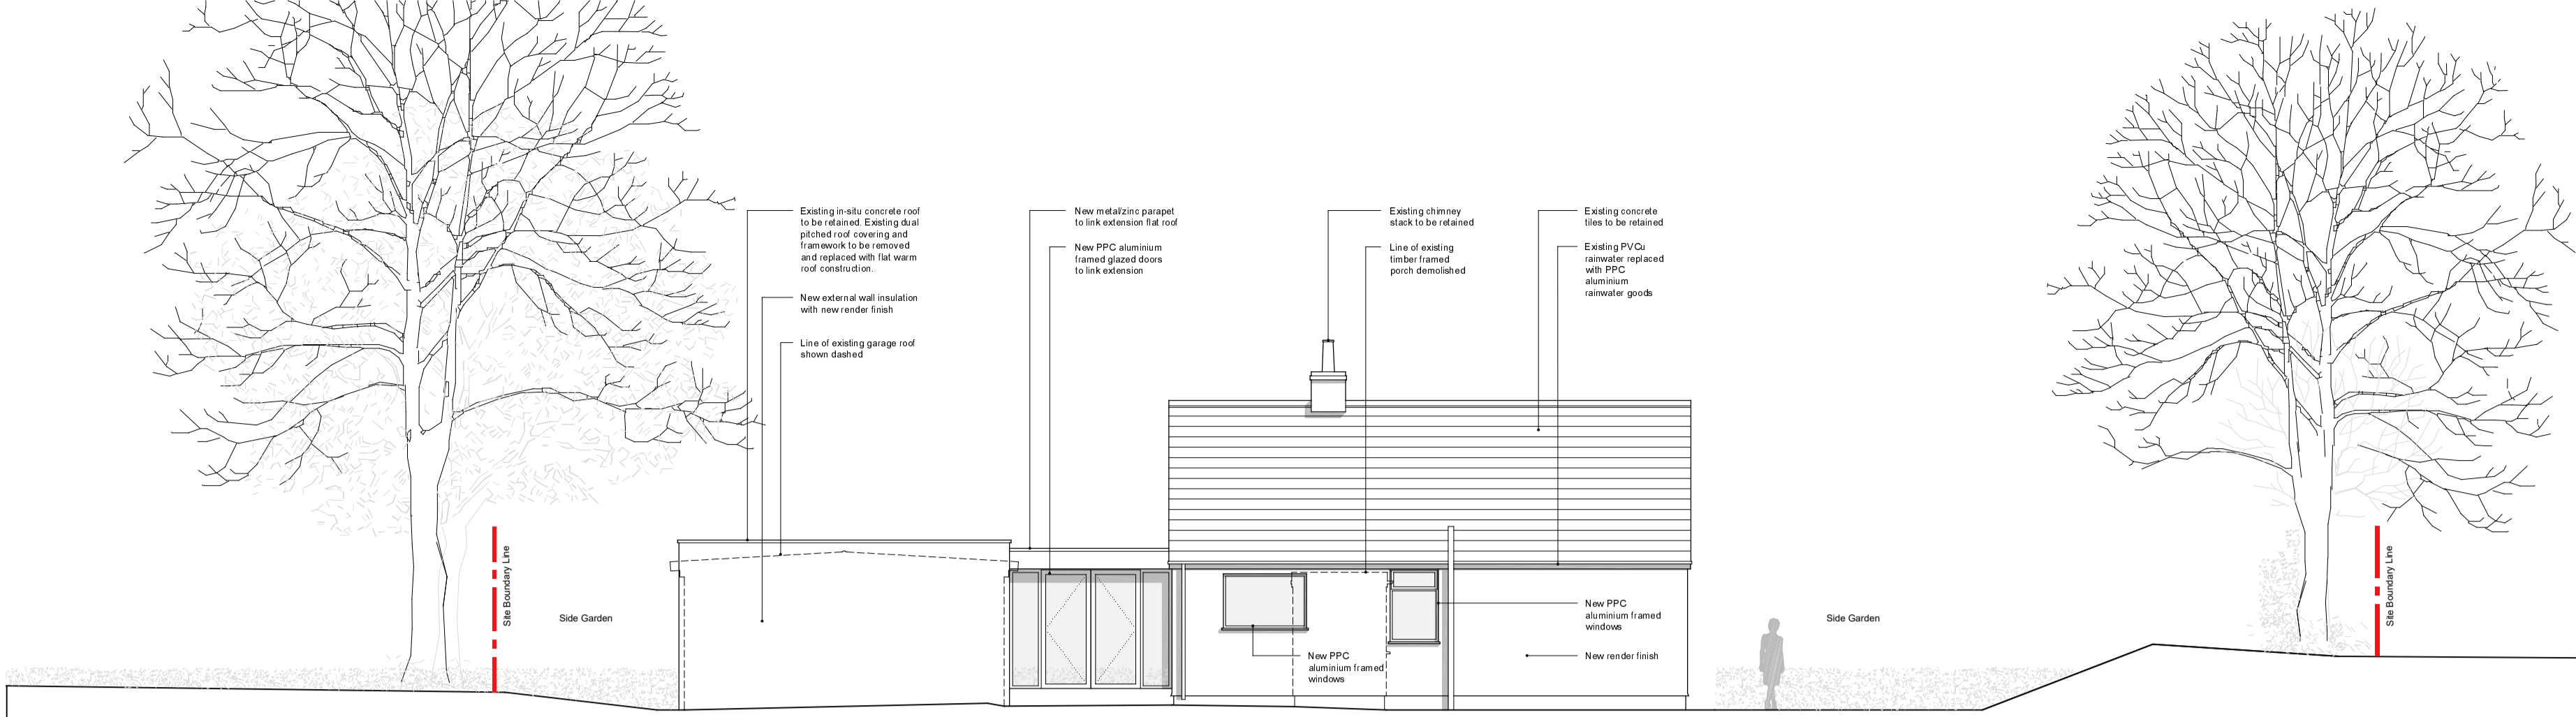 Existing in-situ concrete roof
to be retained. Existing dual
pitched roof covering and
framework to be removed
and replaced with flat warm
roof construction.
New external wall insulation
with new render finish
Line of existing garage roof
shown dashed
New metal/zinc parapet
to link extension flat roof
New PPC aluminium
framed glazed doors
to link extension
Existing chimney
stack to be retained
Line of existing
timber framed
porch demolished
Existing concrete
tiles to be retained
Existing PVCu
rainwater replaced
with PPC
aluminium
rainwater goods
Site Boundary Line
Side Garden
New PPC
aluminium framed
windows
New PPC
aluminium framed
windows
New render finish
Side Garden
Site Boundary Line